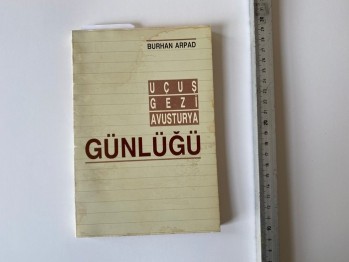 BURHAN ARPAD
UÇUŞ
GEZİ
AVUSTURYA
GÜNLÜĞÜ